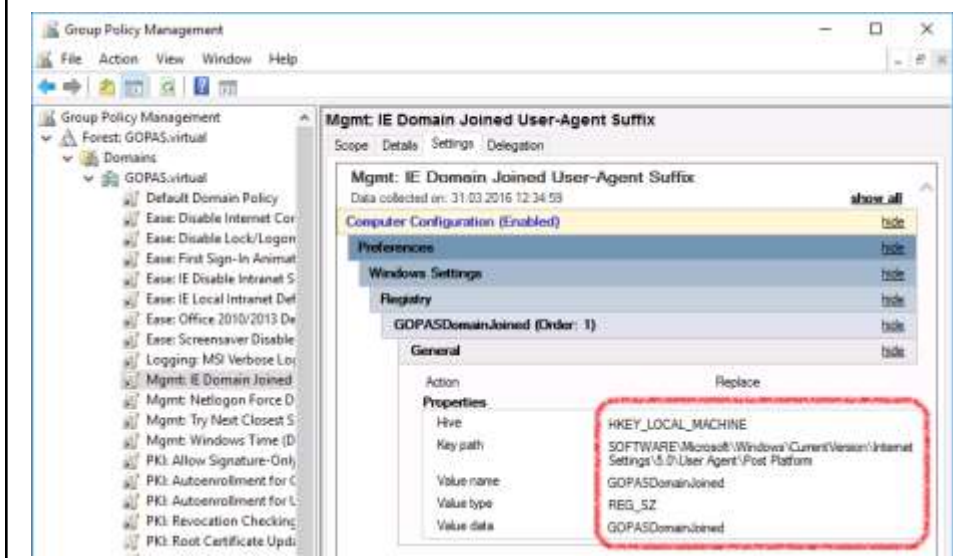 Group Policy Management
File Action View Window Help
Group Policy Management
Forest: GOPAS.virtual
Domains
GOPAS.virtual
Default Domain Policy
Ease: Disable Internet Cor
Ease: Disable Lock/Logon
Ease: First Sign-In Animat
Ease: IE Disable Intranet S
Ease: IE Local Intranet Def
Ease: Office 2010/2013 De
Ease: Screensaver Disable
Logging: MSI Verbose Log
Mgmt: IE Domain Joined
Mgmt: Netlogon Force D
Mgmt: Try Next Closest S
Mgmt: Windows Time (D
PKI: Allow Signature-Only
PKI: Autoenrollment for C
PKI: Autoenrollment for U
PKI: Revocation Checking
PKI: Root Certificate Upda
Mgmt: IE Domain Joined User-Agent Suffix
Scope Details Settings Delegation
Mgmt: IE Domain Joined User-Agent Suffix
Data collected on: 31.03.2016 12:34:59 show all
Computer Configuration (Enabled) hide
Preferences hide
Windows Settings hide
Registry hide
GOPASDomainJoined (Order: 1) hide
General hide
Action Replace
Properties
Hive HKEY_LOCAL_MACHINE
Key path SOFTWARE\Microsoft\Windows\CurrentVersion\Internet
Settings\5.0\User Agent\Post Platform
Value name GOPASDomainJoined
Value type REG_SZ
Value data GOPASDomainJoined